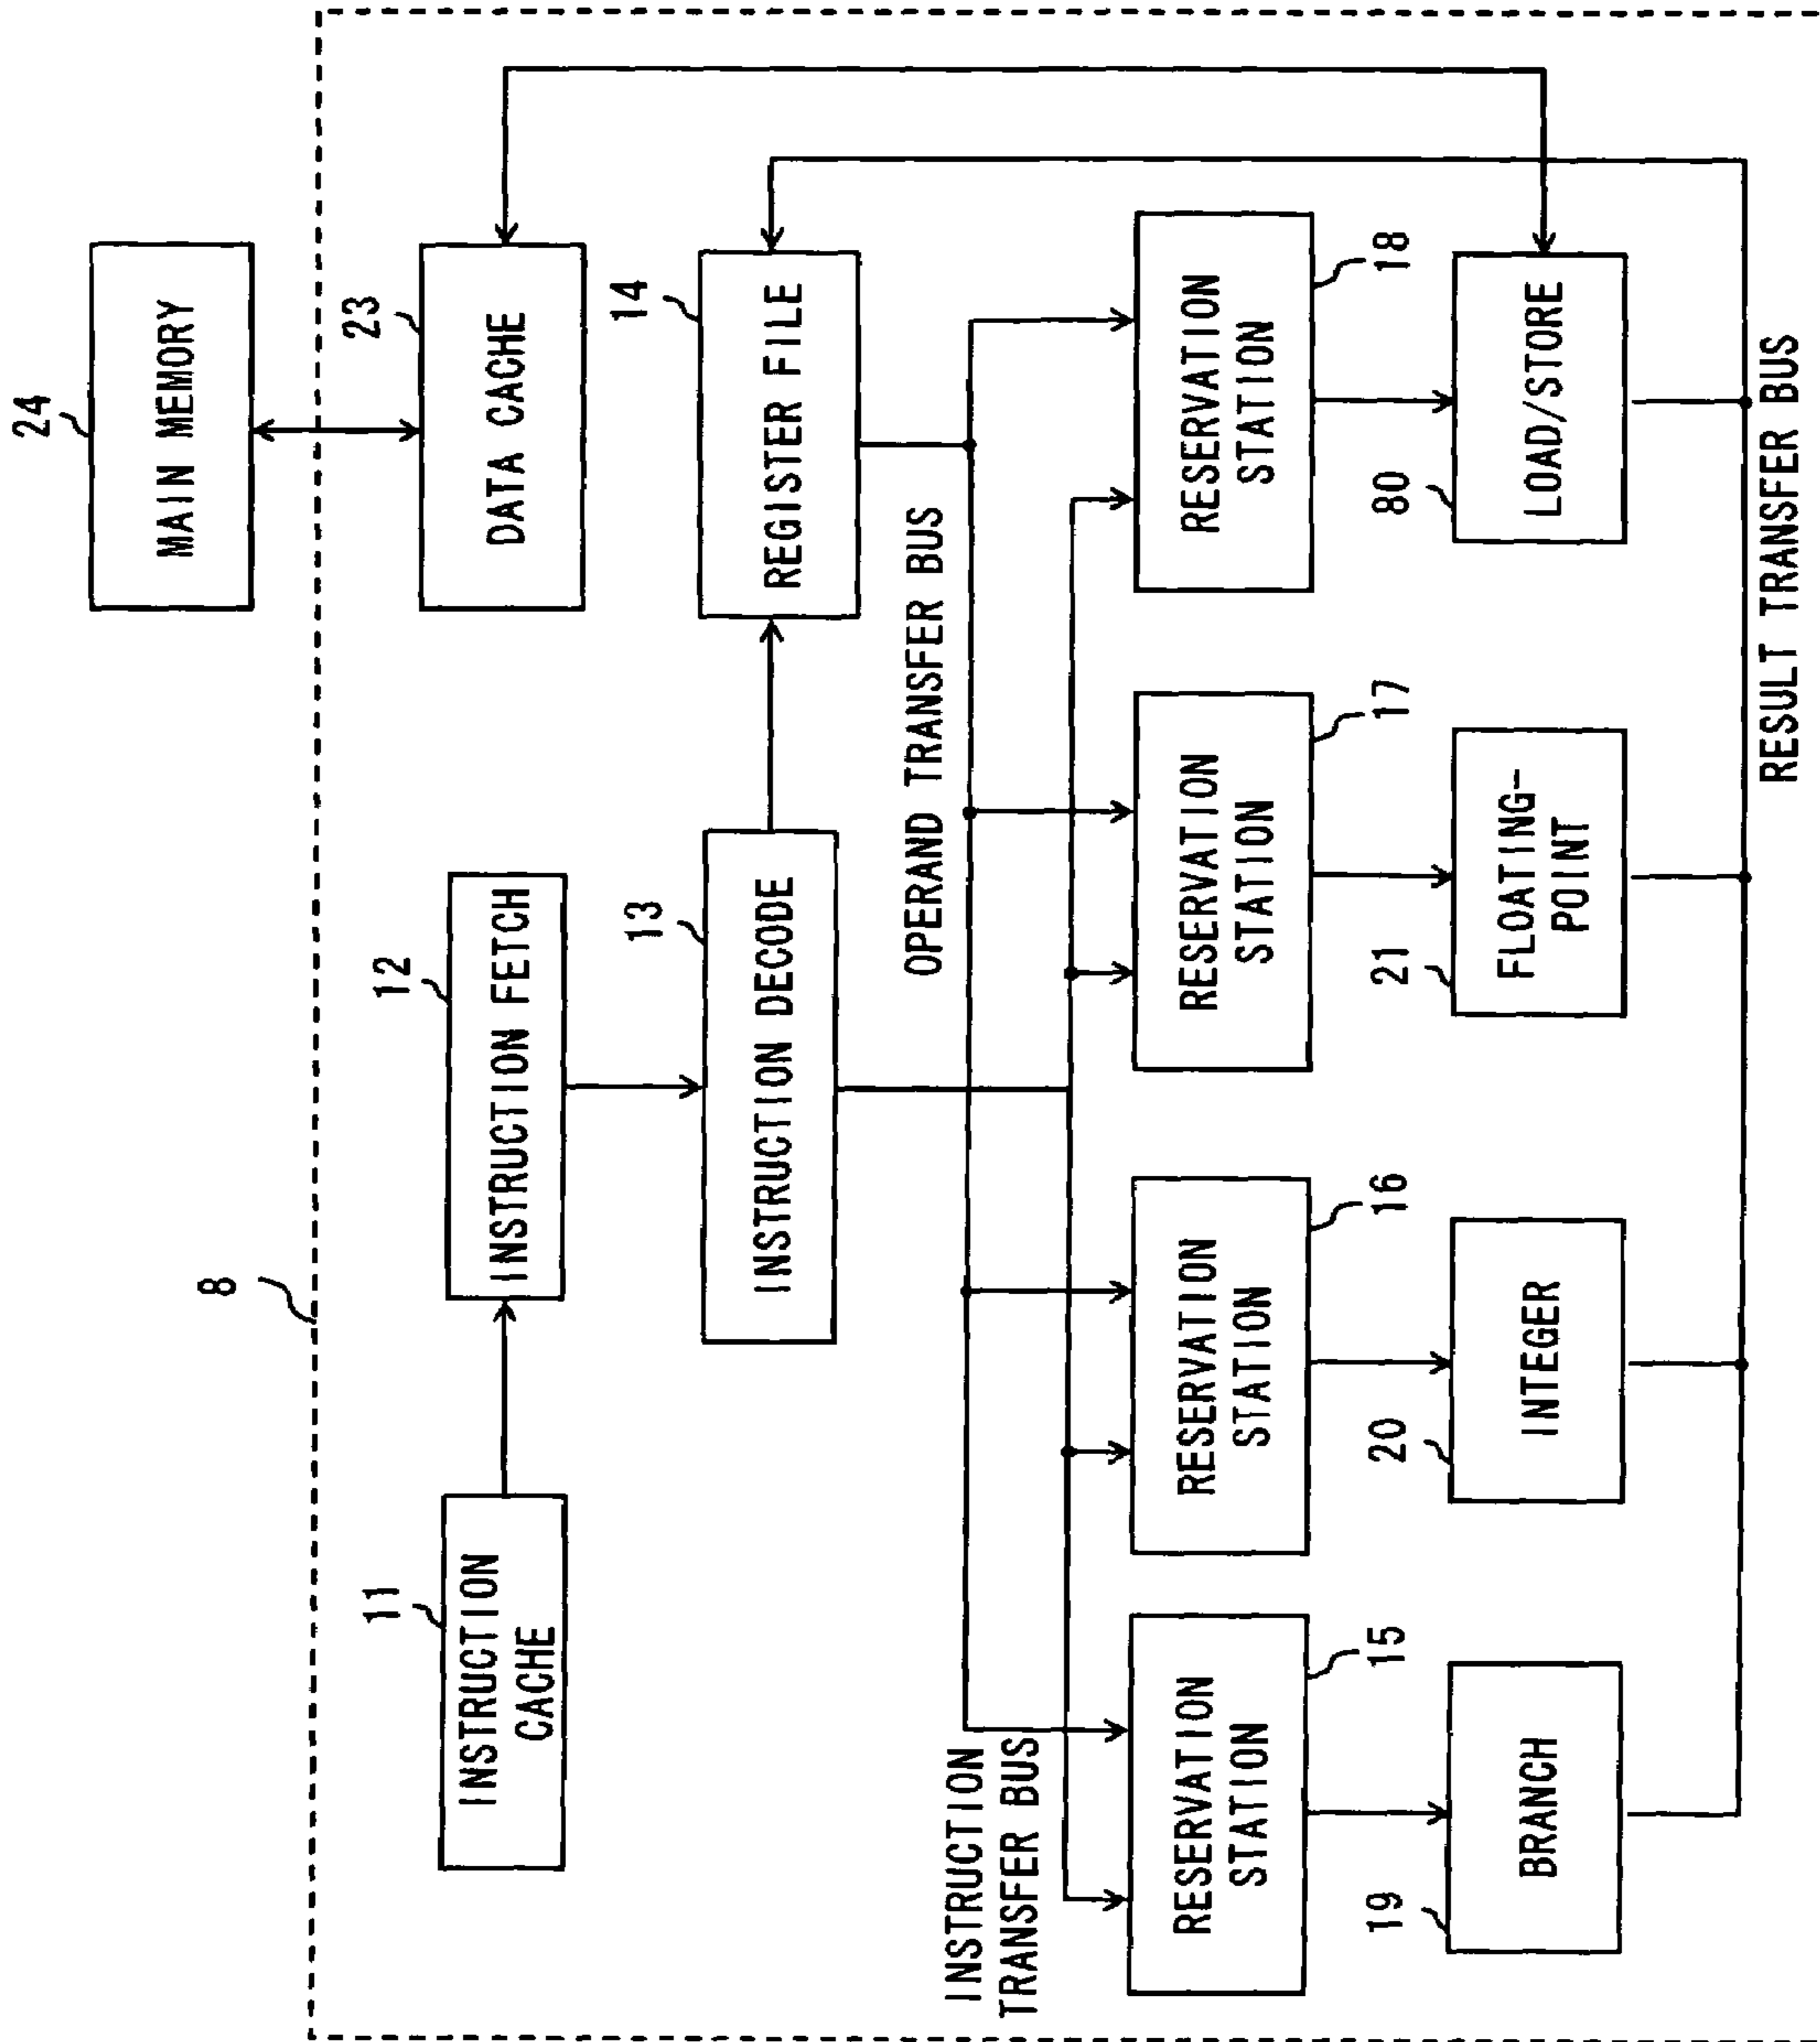 24
MAIN MEMORY
8
11
INSTRUCTION
CACHE
12
INSTRUCTION FETCH
23
DATA CACHE
13
INSTRUCTION DECODE
14
REGISTER FILE
OPERAND TRANSFER BUS
INSTRUCTION
TRANSFER BUS
RESERVATION
STATION
15
RESERVATION
STATION
16
RESERVATION
STATION
17
RESERVATION
STATION
18
19
BRANCH
20
INTEGER
21
FLOATING-
POINT
80
LOAD/STORE
RESULT TRANSFER BUS